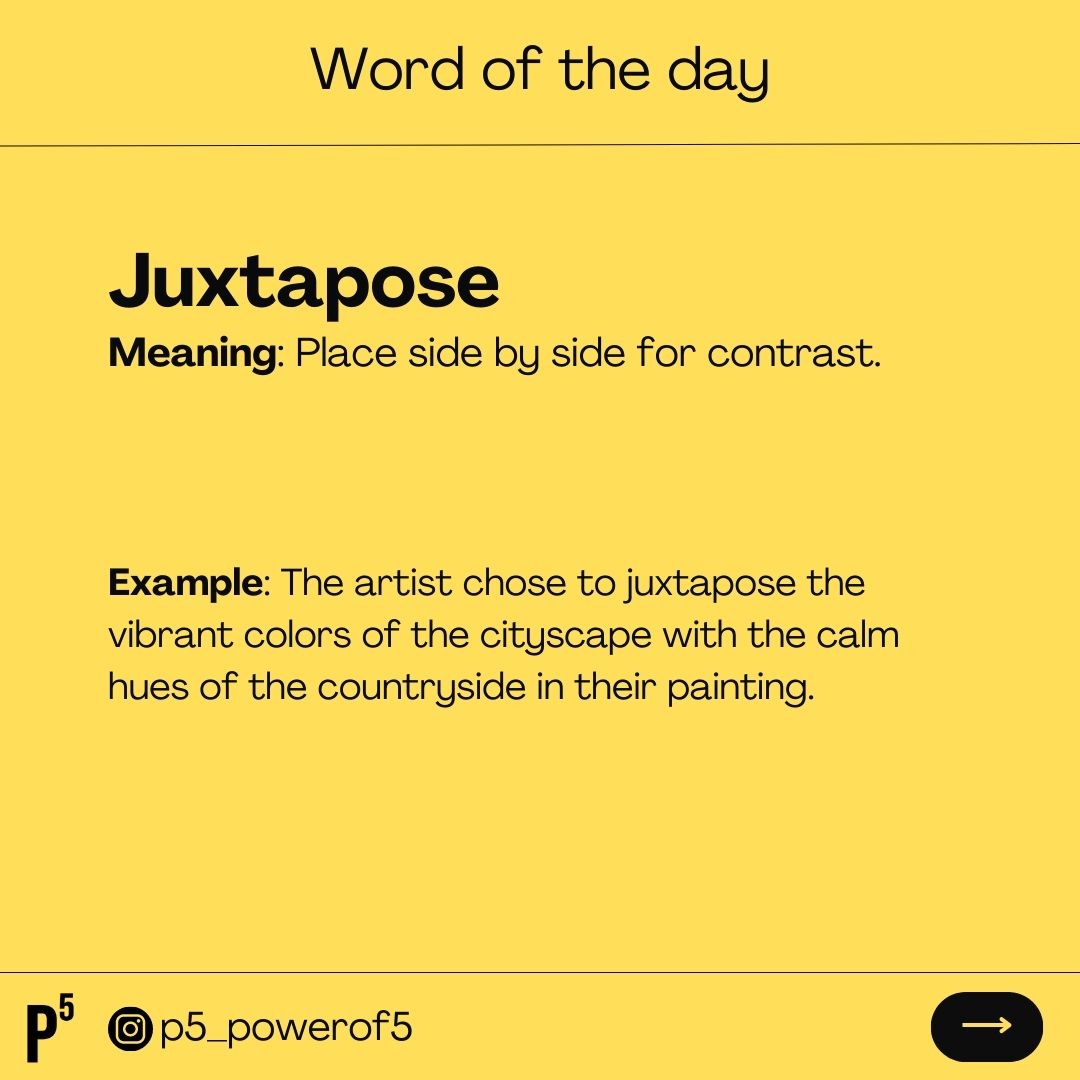 Word of the day
Juxtapose
Meaning: Place side by side for contrast.
Example: The artist chose to juxtapose the
vibrant colors of the cityscape with the calm
hues of the countryside in their painting.
P⁵
p5_powerof5